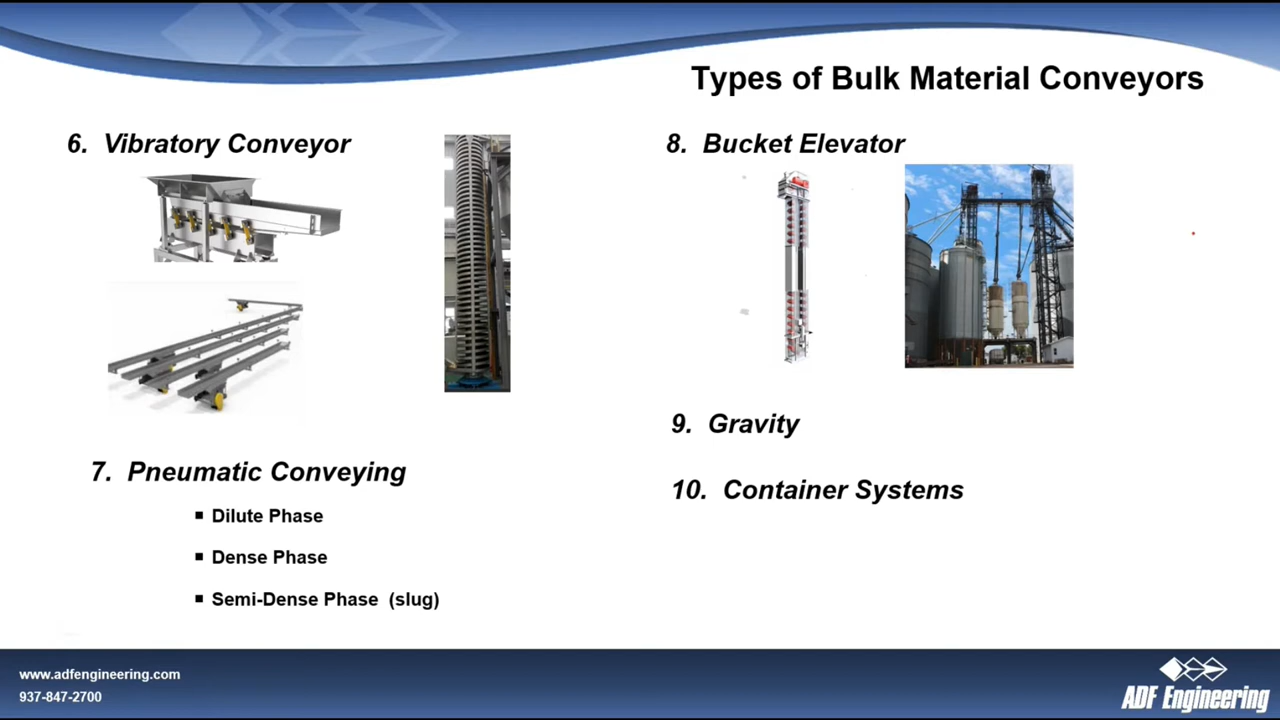 Types of Bulk Material Conveyors
6. Vibratory Conveyor
7. Pneumatic Conveying
▪ Dilute Phase
▪ Dense Phase
▪ Semi-Dense Phase (slug)
8. Bucket Elevator
9. Gravity
10. Container Systems
www.adfengineering.com
937-847-2700
ADF Engineering